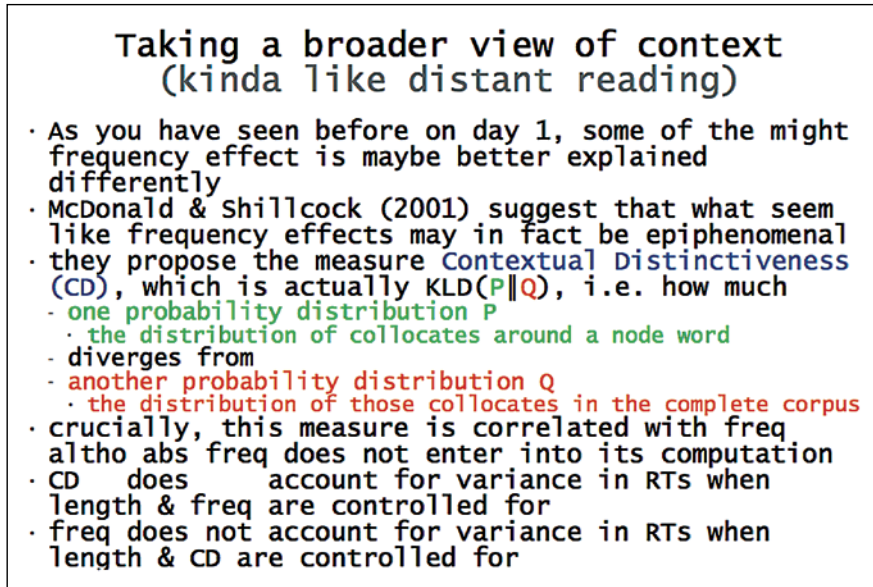 Taking a broader view of context
(kinda like distant reading)
· As you have seen before on day 1, some of the might
frequency effect is maybe better explained
differently
· McDonald & Shillcock (2001) suggest that what seem
like frequency effects may in fact be epiphenomenal
· they propose the measure Contextual Distinctiveness
(CD), which is actually KLD(P‖Q), i.e. how much
- one probability distribution P
· the distribution of collocates around a node word
- diverges from
- another probability distribution Q
· the distribution of those collocates in the complete corpus
· crucially, this measure is correlated with freq
altho abs freq does not enter into its computation
· CD does account for variance in RTs when
length & freq are controlled for
· freq does not account for variance in RTs when
length & CD are controlled for